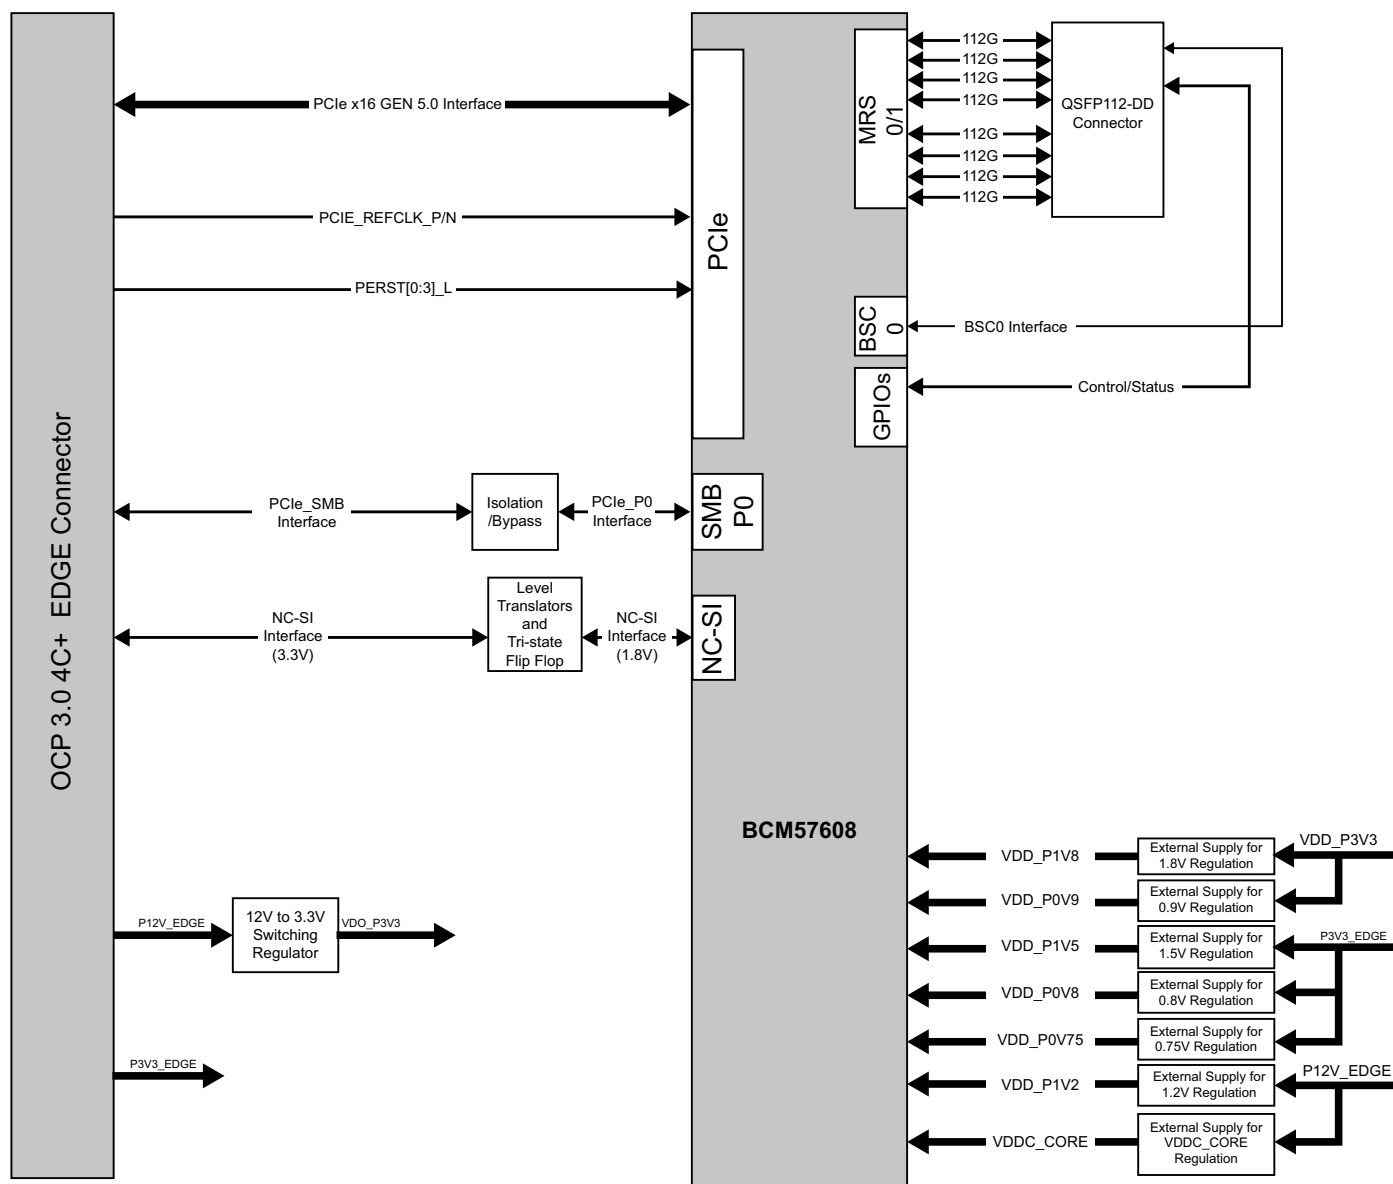 OCP 3.0 4C+ EDGE Connector
PCIe x16 GEN 5.0 Interface
PCIE_REFCLK_P/N
PERST[0:3]_L
PCIe_SMB
Interface
Isolation
/Bypass
PCIe_P0
Interface
NC-SI
Interface
(3.3V)
Level
Translators
and
Tri-state
Flip Flop
NC-SI
Interface
(1.8V)
P12V_EDGE
12V to 3.3V
Switching
Regulator
VDO_P3V3
P3V3_EDGE
PCIe
SMB
P0
NC-SI
BCM57608
MRS
0/1
BSC
0
GPIOs
112G
112G
112G
112G
112G
112G
112G
112G
QSFP112-DD
Connector
BSC0 Interface
Control/Status
VDD_P1V8
External Supply for
1.8V Regulation
VDD_P3V3
VDD_P0V9
External Supply for
0.9V Regulation
VDD_P1V5
External Supply for
1.5V Regulation
P3V3_EDGE
VDD_P0V8
External Supply for
0.8V Regulation
VDD_P0V75
External Supply for
0.75V Regulation
VDD_P1V2
External Supply for
1.2V Regulation
P12V_EDGE
VDDC_CORE
External Supply for
VDDC_CORE
Regulation